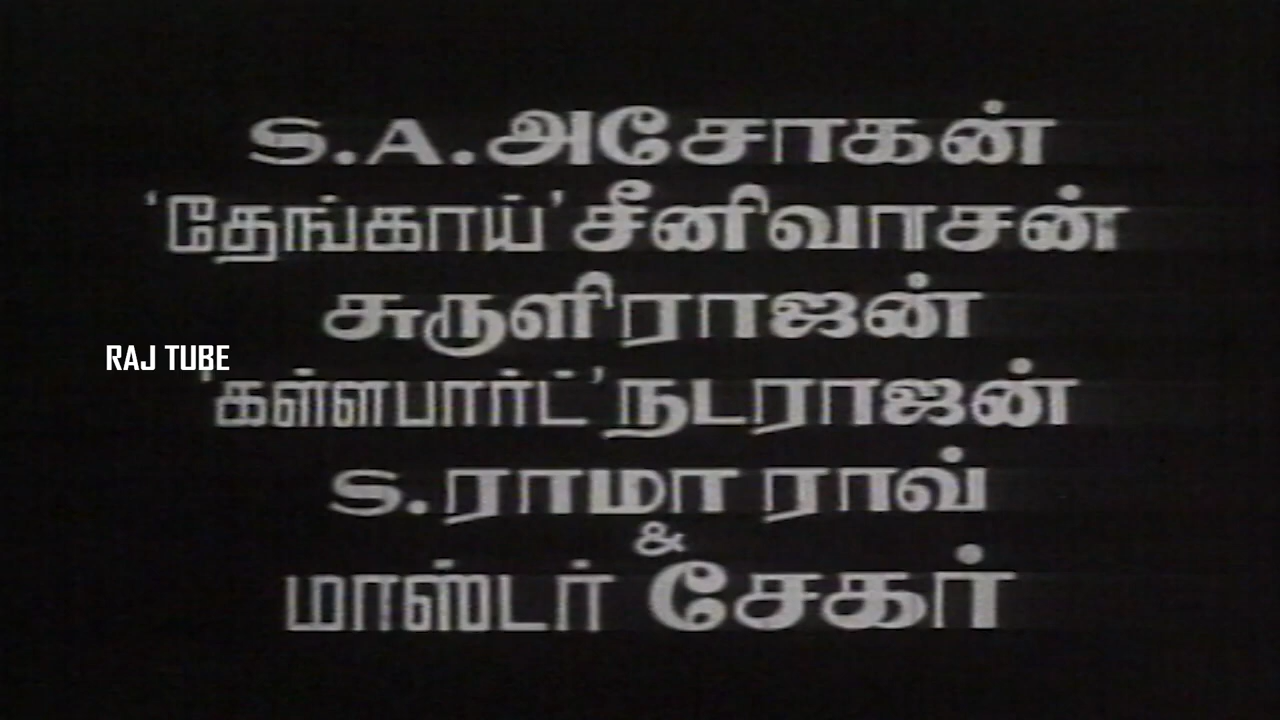 S.A.அசோகன்
'தேங்காய்' சீனிவாசன்
சுருளிராஜன்
RAJ TUBE
'கள்ளபார்ட்' நடராஜன்
S.ராமா ராவ்
&
மாஸ்டர் சேகர்